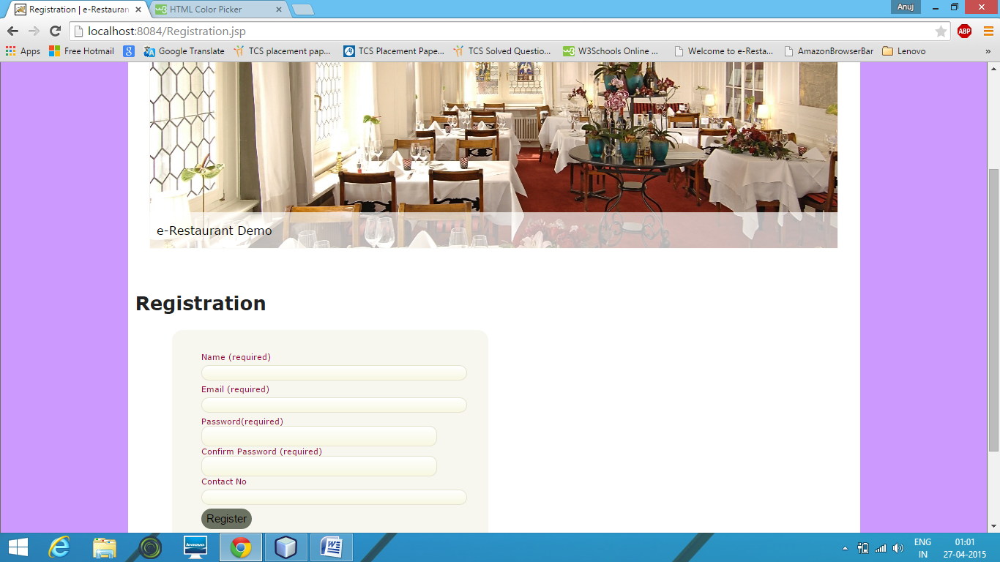 Registration | e-Restauran
HTML Color Picker
Anuj
localhost:8084/Registration.jsp
ABP
Apps Free Hotmail Google Translate TCS placement pap... TCS Placement Pape... TCS Solved Questio... W3Schools Online ... Welcome to e-Resta... AmazonBrowserBar Lenovo »
e-Restaurant Demo
Registration
Name (required)
Email (required)
Password(required)
Confirm Password (required)
Contact No
Register
lenovo
ENG
IN
01:01
27-04-2015